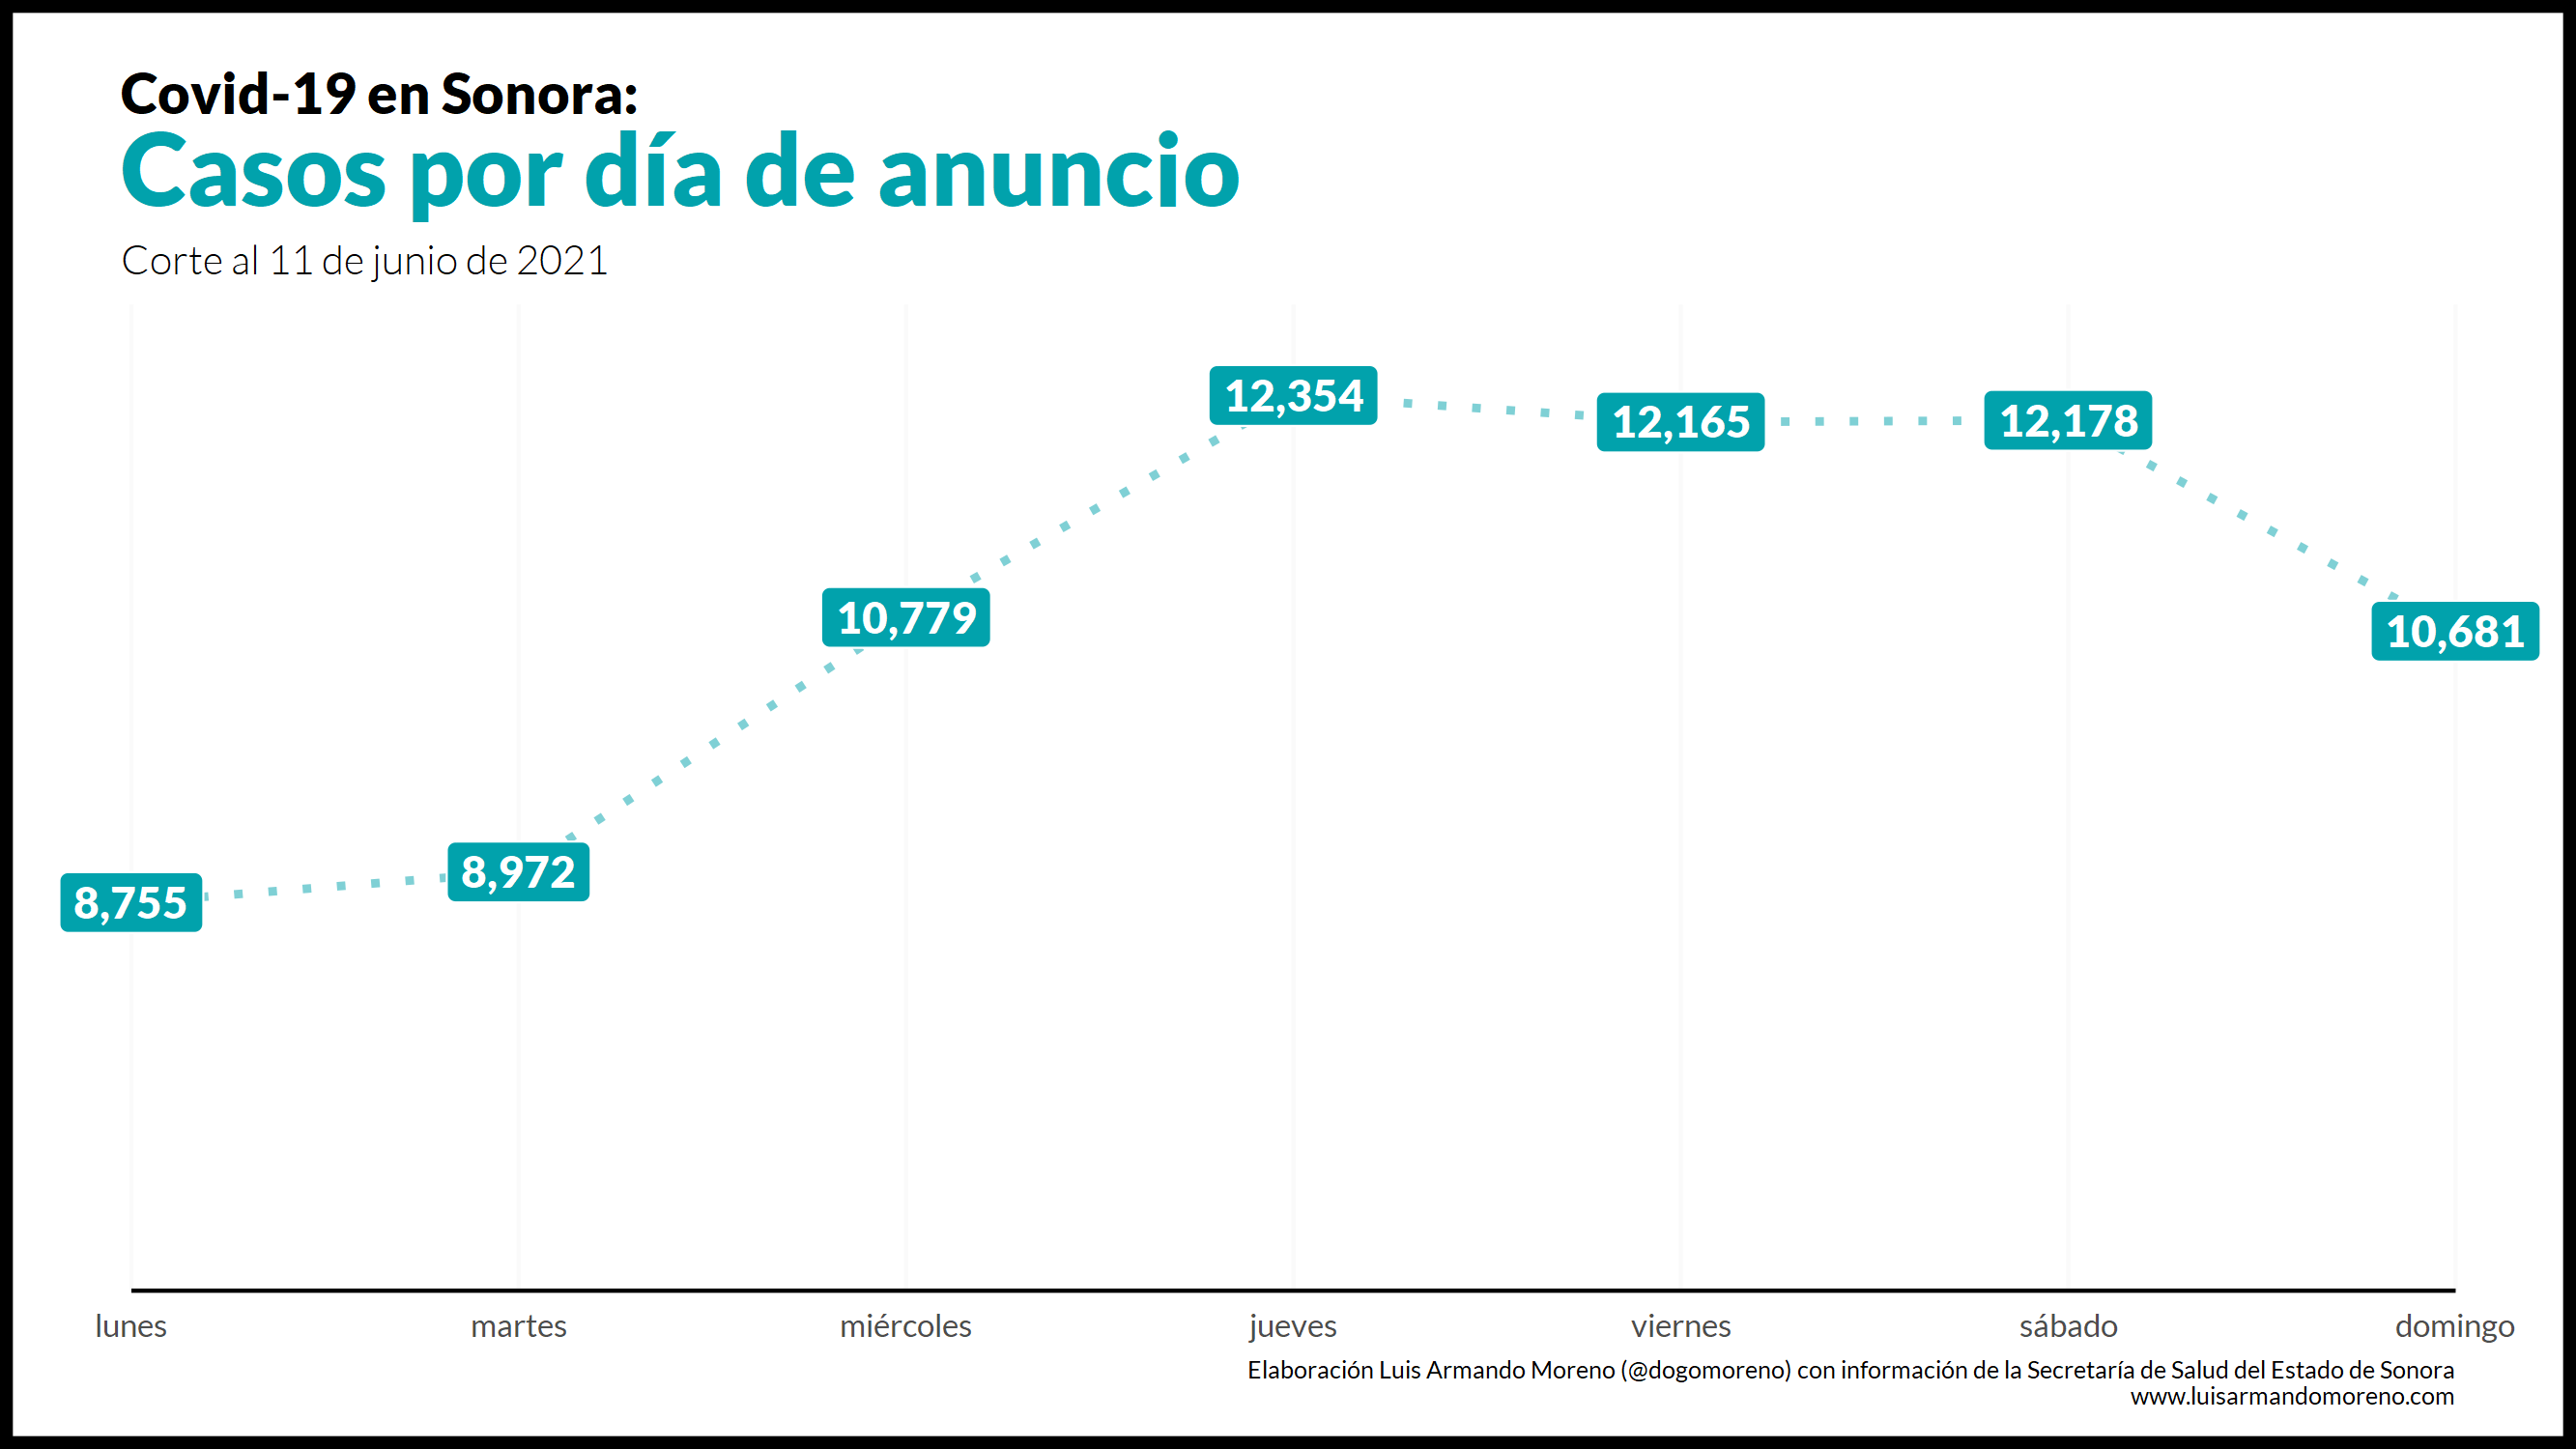 Covid-19 en Sonora:
Casos por día de anuncio
Corte al 11 de junio de 2021
12,354
12,165
12,178
10,779
10,681
8,972
8,755
lunes martes miércoles jueves viernes sábado domingo
Elaboración Luis Armando Moreno (@dogomoreno) con información de la Secretaría de Salud del Estado de Sonora
www.luisarmandomoreno.com